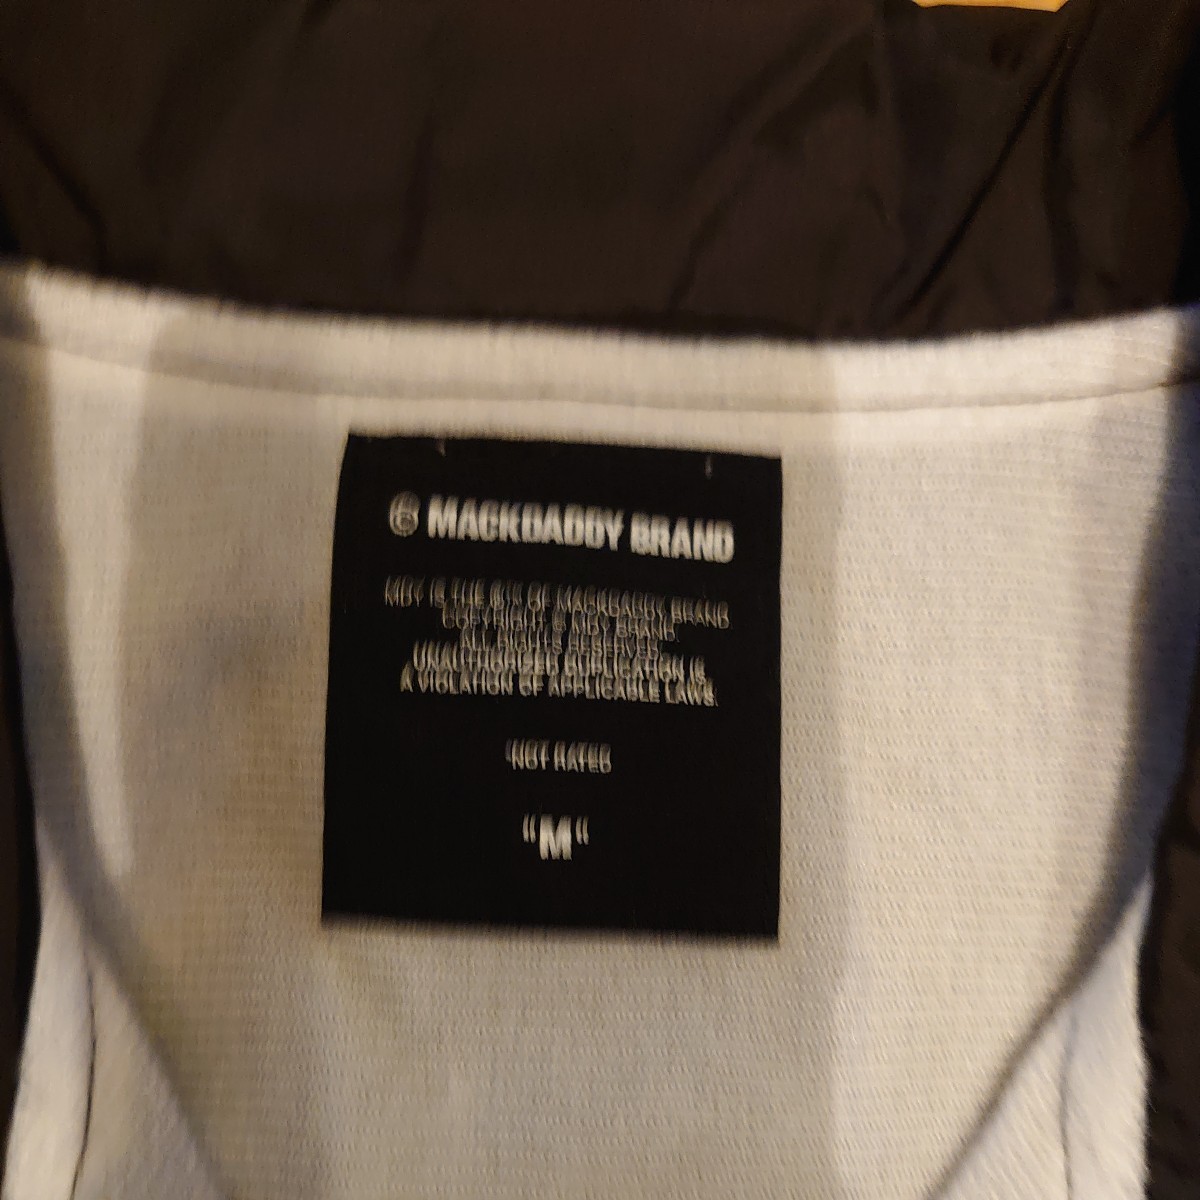 © MACKDADDY BRAND
MDY IS THE 6IX OF MACKDADDY BRAND
COPYRIGHT © MDY BRAND.
ALL RIGHTS RESERVED.
UNAUTHORIZED DUPLICATION IS
A VIOLATION OF APPLICABLE LAWS.
NOT RATED
"M"